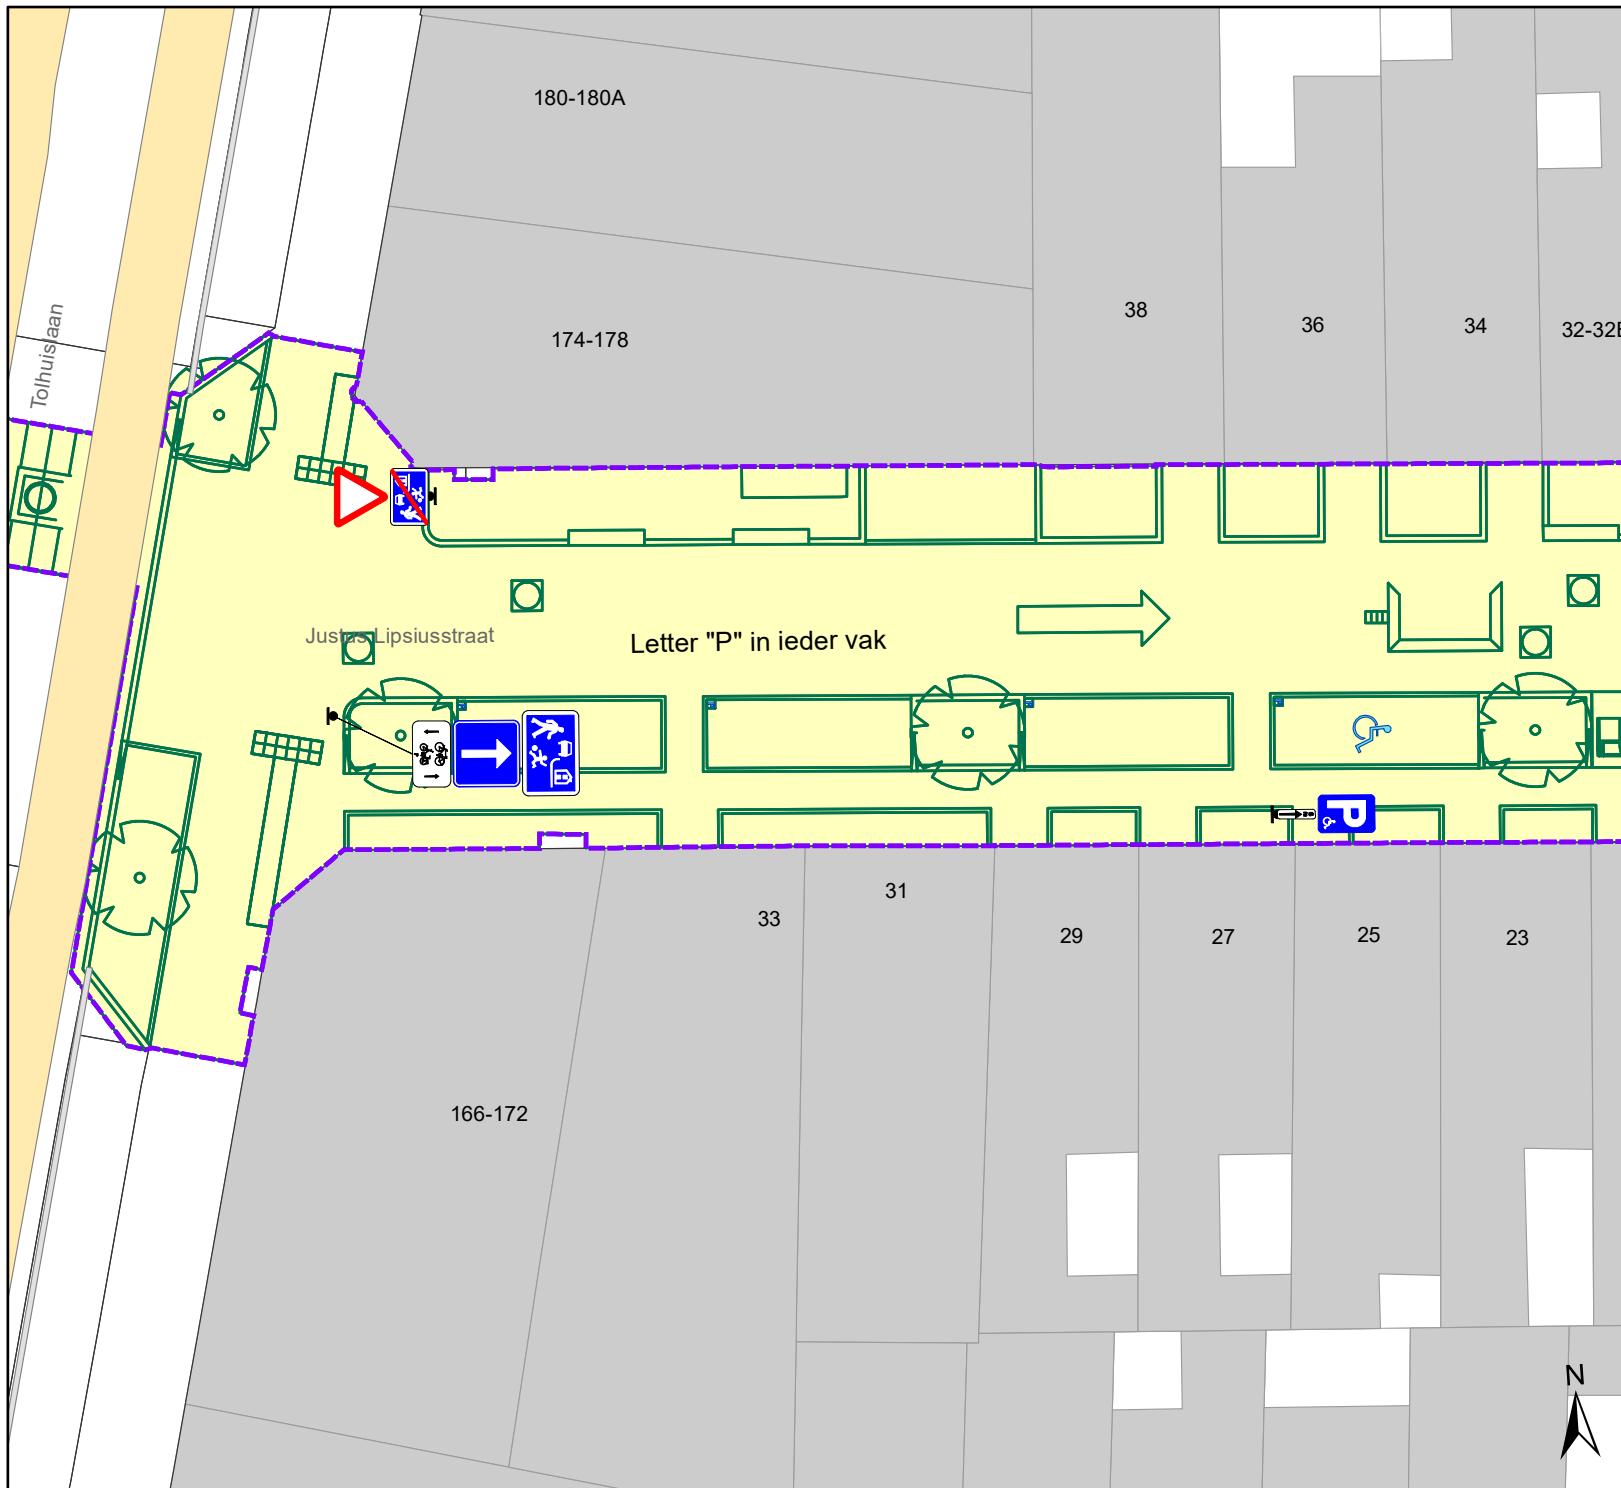 180-180A
38
36
34
32-32
174-178
Tolhuislaan
Justus Lipsiusstraat
Letter "P" in ieder vak
P
31
33
29
27
25
23
166-172
N